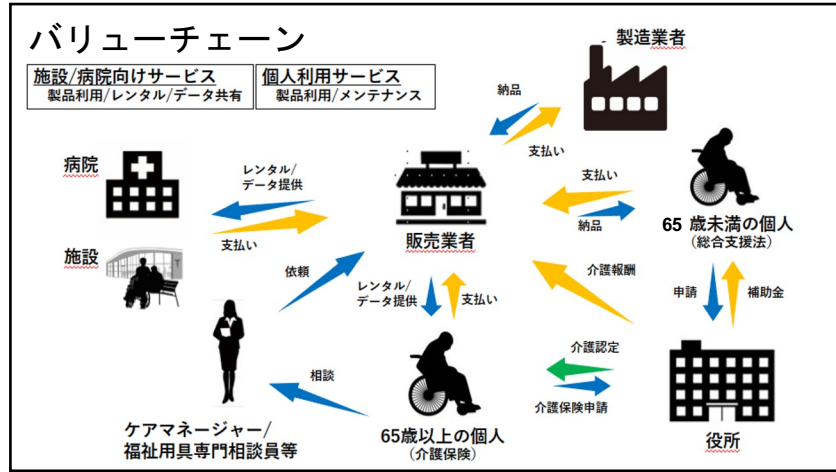 バリューチェーン
施設/病院向けサービス
製品利用/レンタル/データ共有
個人利用サービス
製品利用/メンテナンス
製造業者
納品
支払い
病院
レンタル/
データ提供
支払い
施設
販売業者
支払い
納品
65 歳未満の個人
(総合支援法)
依頼
レンタル/
データ提供
支払い
介護報酬
申請
補助金
相談
介護認定
介護保険申請
ケアマネージャー/
福祉用具専門相談員等
65歳以上の個人
(介護保険)
役所